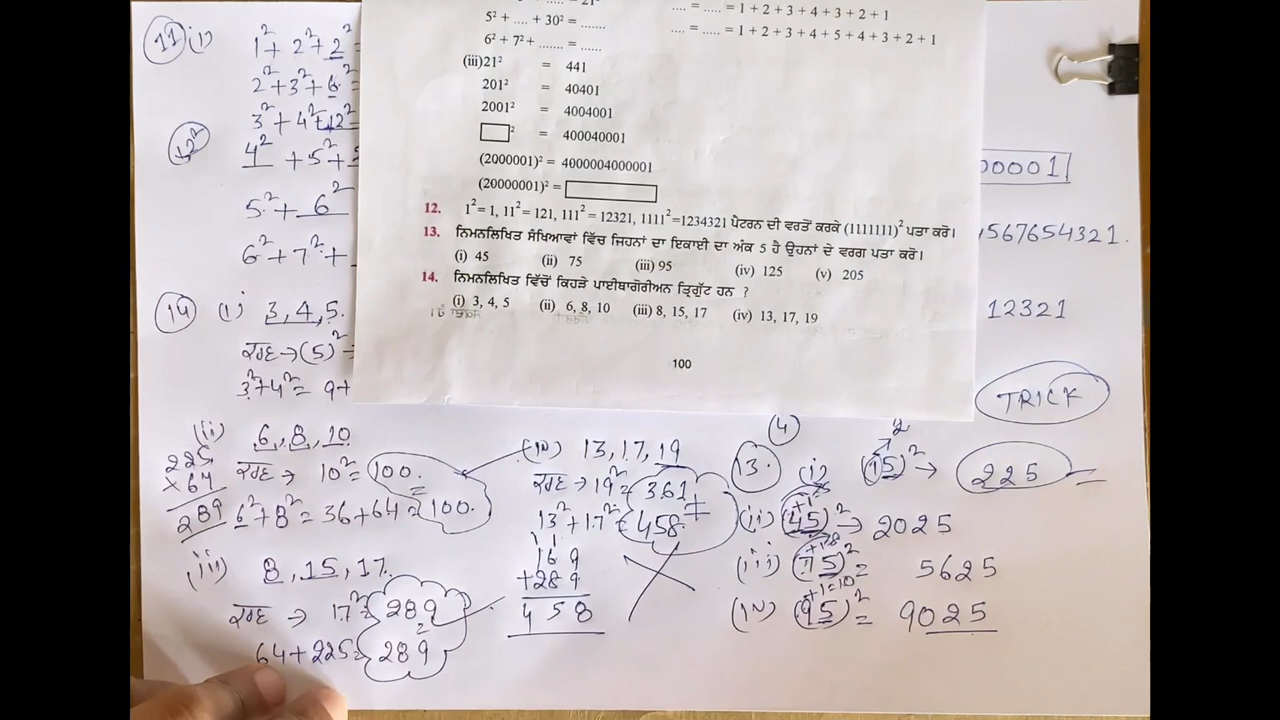 ..... = 21²
5² + .... + 30² = .......
6² + 7² + ....... = ......
.... = ..... = 1 + 2 + 3 + 4 + 3 + 2 + 1
.... = ..... = 1 + 2 + 3 + 4 + 5 + 4 + 3 + 2 + 1
(iii) 21² = 441
201² = 40401
2001² = 4004001
□² = 400040001
(2000001)² = 4000004000001
(20000001)² =
12. 1² = 1, 11² = 121, 111² = 12321, 1111² =1234321 ਪੈਟਰਨ ਦੀ ਵਰਤੋਂ ਕਰਕੇ (1111111)² ਪਤਾ ਕਰੋ।
13. ਨਿਮਨਲਿਖਿਤ ਸੰਖਿਆਵਾਂ ਵਿੱਚ ਜਿਹਨਾਂ ਦਾ ਇਕਾਈ ਦਾ ਅੰਕ 5 ਹੈ ਉਹਨਾਂ ਦੇ ਵਰਗ ਪਤਾ ਕਰੋ।
(i) 45 (ii) 75 (iii) 95 (iv) 125 (v) 205
14. ਨਿਮਨਲਿਖਿਤ ਵਿੱਚੋਂ ਕਿਹੜੇ ਪਾਈਥਾਗੋਰੀਅਨ ਤ੍ਰਿਗੁੱਟ ਹਨ ?
(i) 3, 4, 5 (ii) 6, 8, 10 (iii) 8, 15, 17 (iv) 13, 17, 19
100
11 (i) 1² + 2² + 2² =
2² + 3² + 6² =
3² + 4² + 12² =
4² + 5² +
5² + 6²
6² + 7² +
00001
,567654321.
12321
TRICK
14 (i) 3, 4, 5.
ਵਰਗ → (5)²
3² + 4² = 9 +
(ii) 6, 8, 10
ਵਰਗ → 10² = 100.
6² + 8² = 36 + 64 = 100.
225
× 64
289
(iii) 8, 15, 17.
ਵਰਗ → 17² = 289
64 + 225 = 289
(iv) 13, 17, 19
ਵਰਗ → 19² = 361
13² + 17² = 458
169
+ 289
458
4
13. (i) (15)² → 225
(ii) (45)² → 2025
(iii) (75)² = 5625
(iv) (95)² = 9025